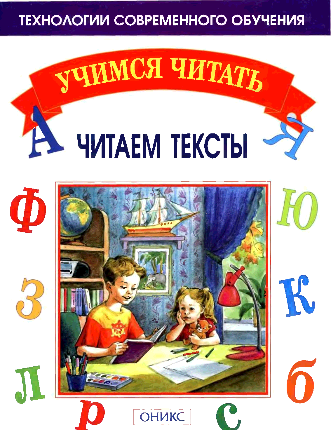 ТЕХНОЛОГИИ СОВРЕМЕННОГО ОБУЧЕНИЯ
УЧИМСЯ ЧИТАТЬ
А Я
ЧИТАЕМ ТЕКСТЫ
Ф Ю
З К
Л б
р с
ОНИКС